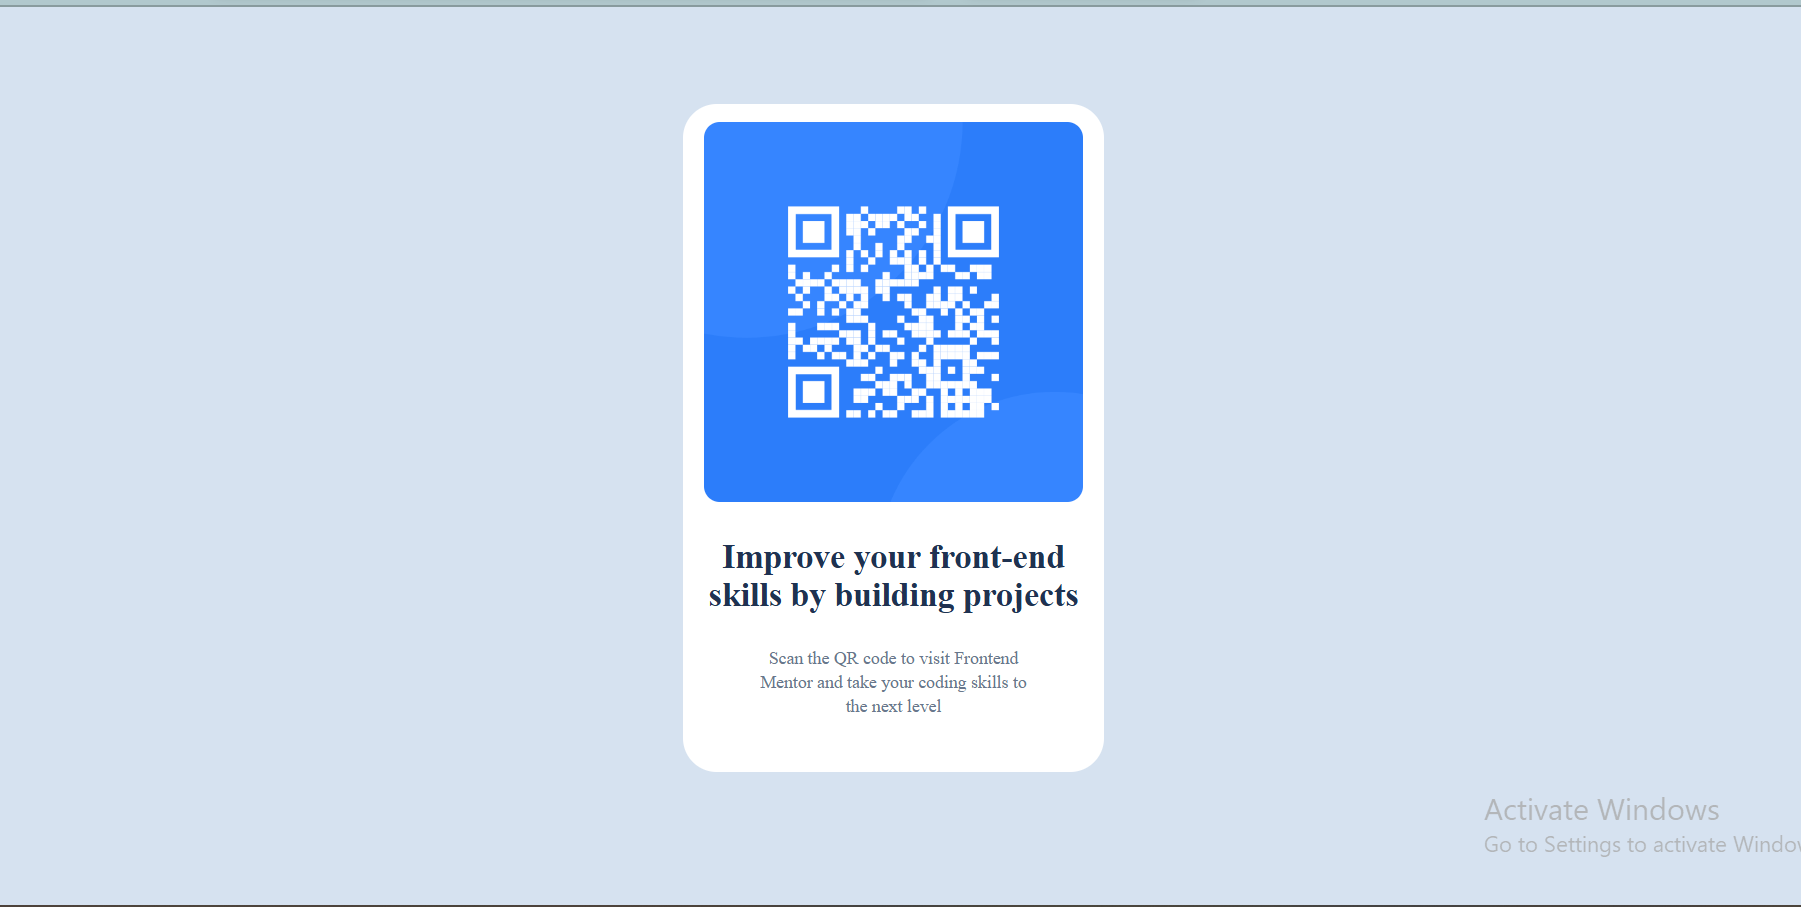 Improve your front-end
skills by building projects
Scan the QR code to visit Frontend
Mentor and take your coding skills to
the next level
Activate Windows
Go to Settings to activate Windo